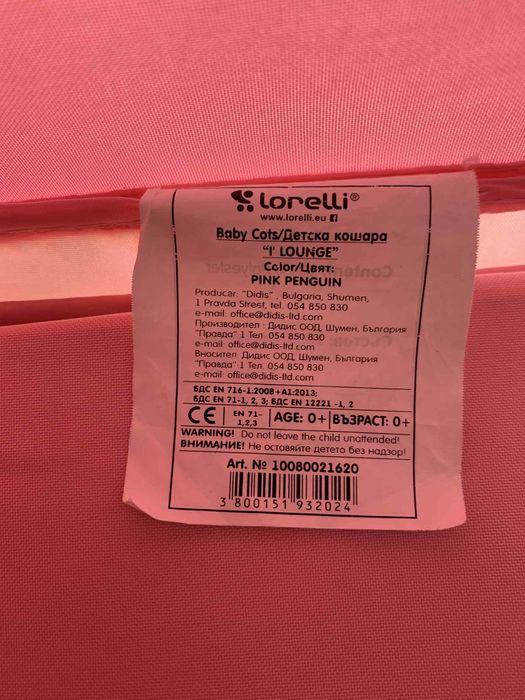 lorelli®
www.lorelli.eu
Baby Cots/Детска кошара
"I' LOUNGE"
Color/Цвят:
PINK PENGUIN
Producer: "Didis" , Bulgaria, Shumen,
1 Pravda Street, tel. 054 850 830
e-mail: office@didis-ltd.com
Производител : Дидис ООД, Шумен, България
"Правда" 1 Тел 054 850 830
e-mail: office@didis-ltd.com
Вносител: Дидис ООД, Шумен, България
"Правда" 1 Тел 054 850 830
e-mail: office@didis-ltd.com
БДС EN 716-1:2008+A1:2013;
БДС EN 71-1, 2, 3; БДС EN 12221 -1, 2
CE EN 71-1,2,3 AGE: 0+ ВЪЗРАСТ: 0+
WARNING! Do not leave the child unattended!
ВНИМАНИЕ! Не оставяйте детето без надзор!
Art. № 10080021620
3 800151 932024